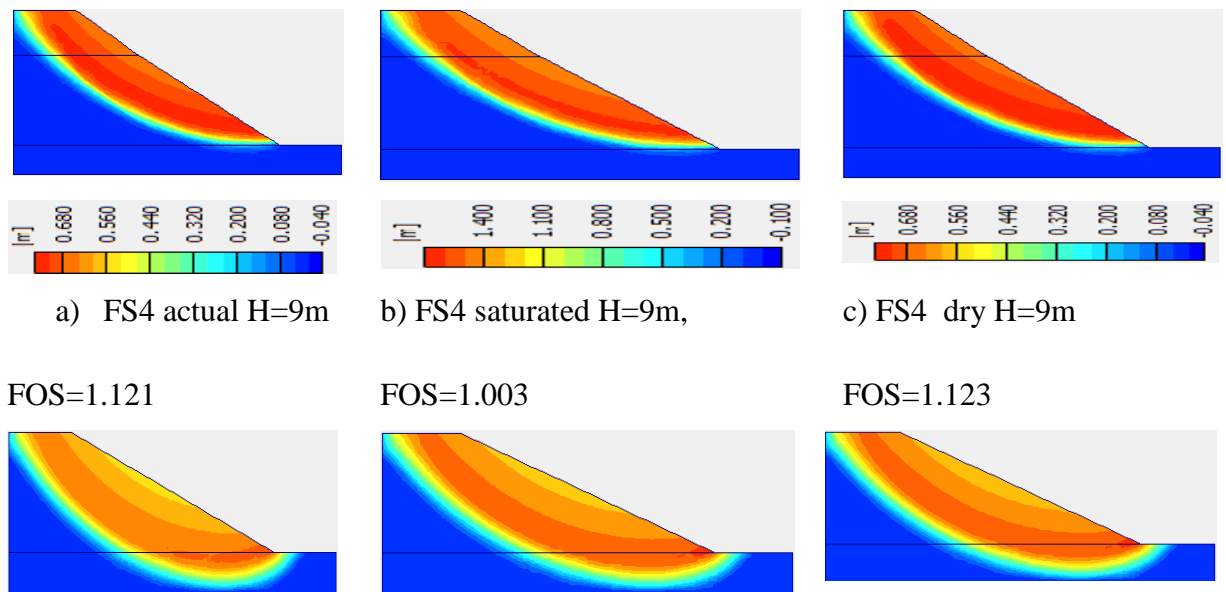 [m] 0.680 0.560 0.440 0.320 0.200 0.080 -0.040
[m] 1.400 1.100 0.800 0.500 0.200 -0.100
[m] 0.680 0.560 0.440 0.320 0.200 0.080 -0.040
a) FS4 actual H=9m
b) FS4 saturated H=9m,
c) FS4 dry H=9m
FOS=1.121
FOS=1.003
FOS=1.123